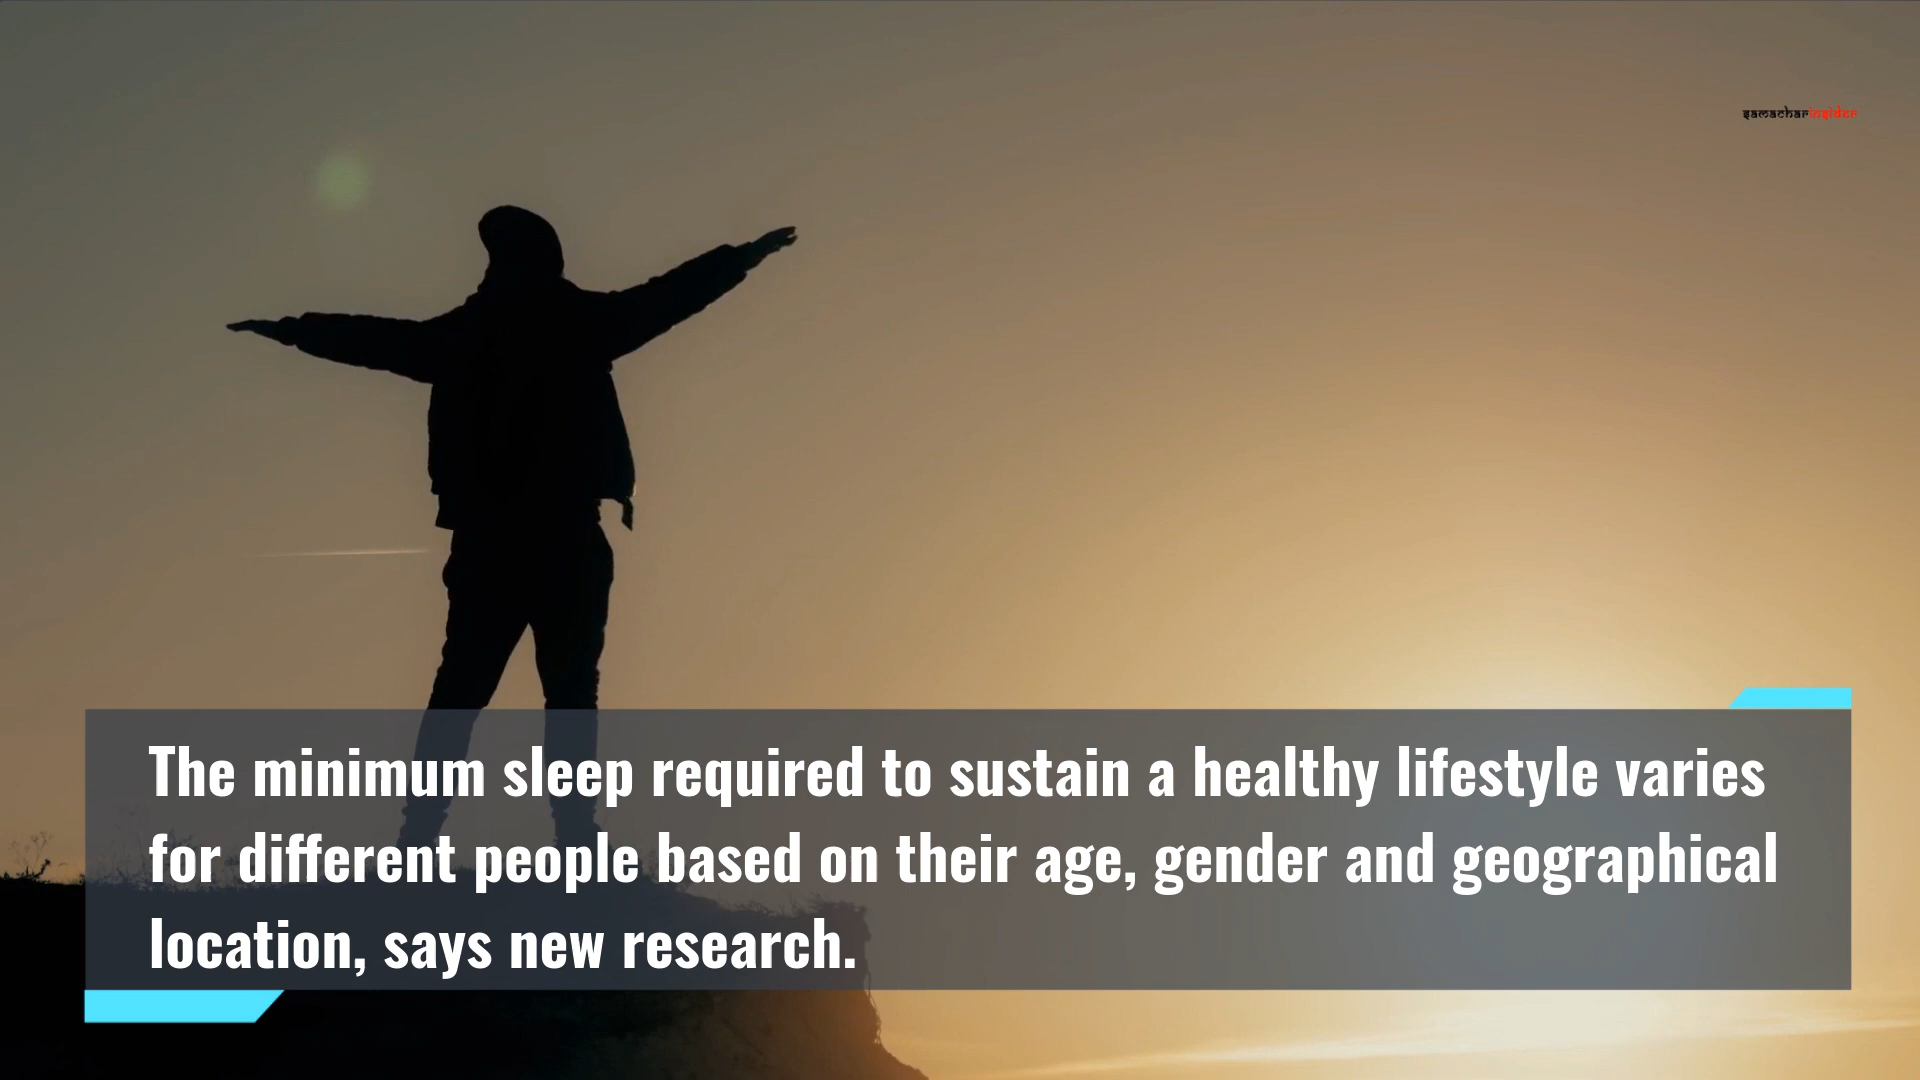 samacharinsider
The minimum sleep required to sustain a healthy lifestyle varies
for different people based on their age, gender and geographical
location, says new research.